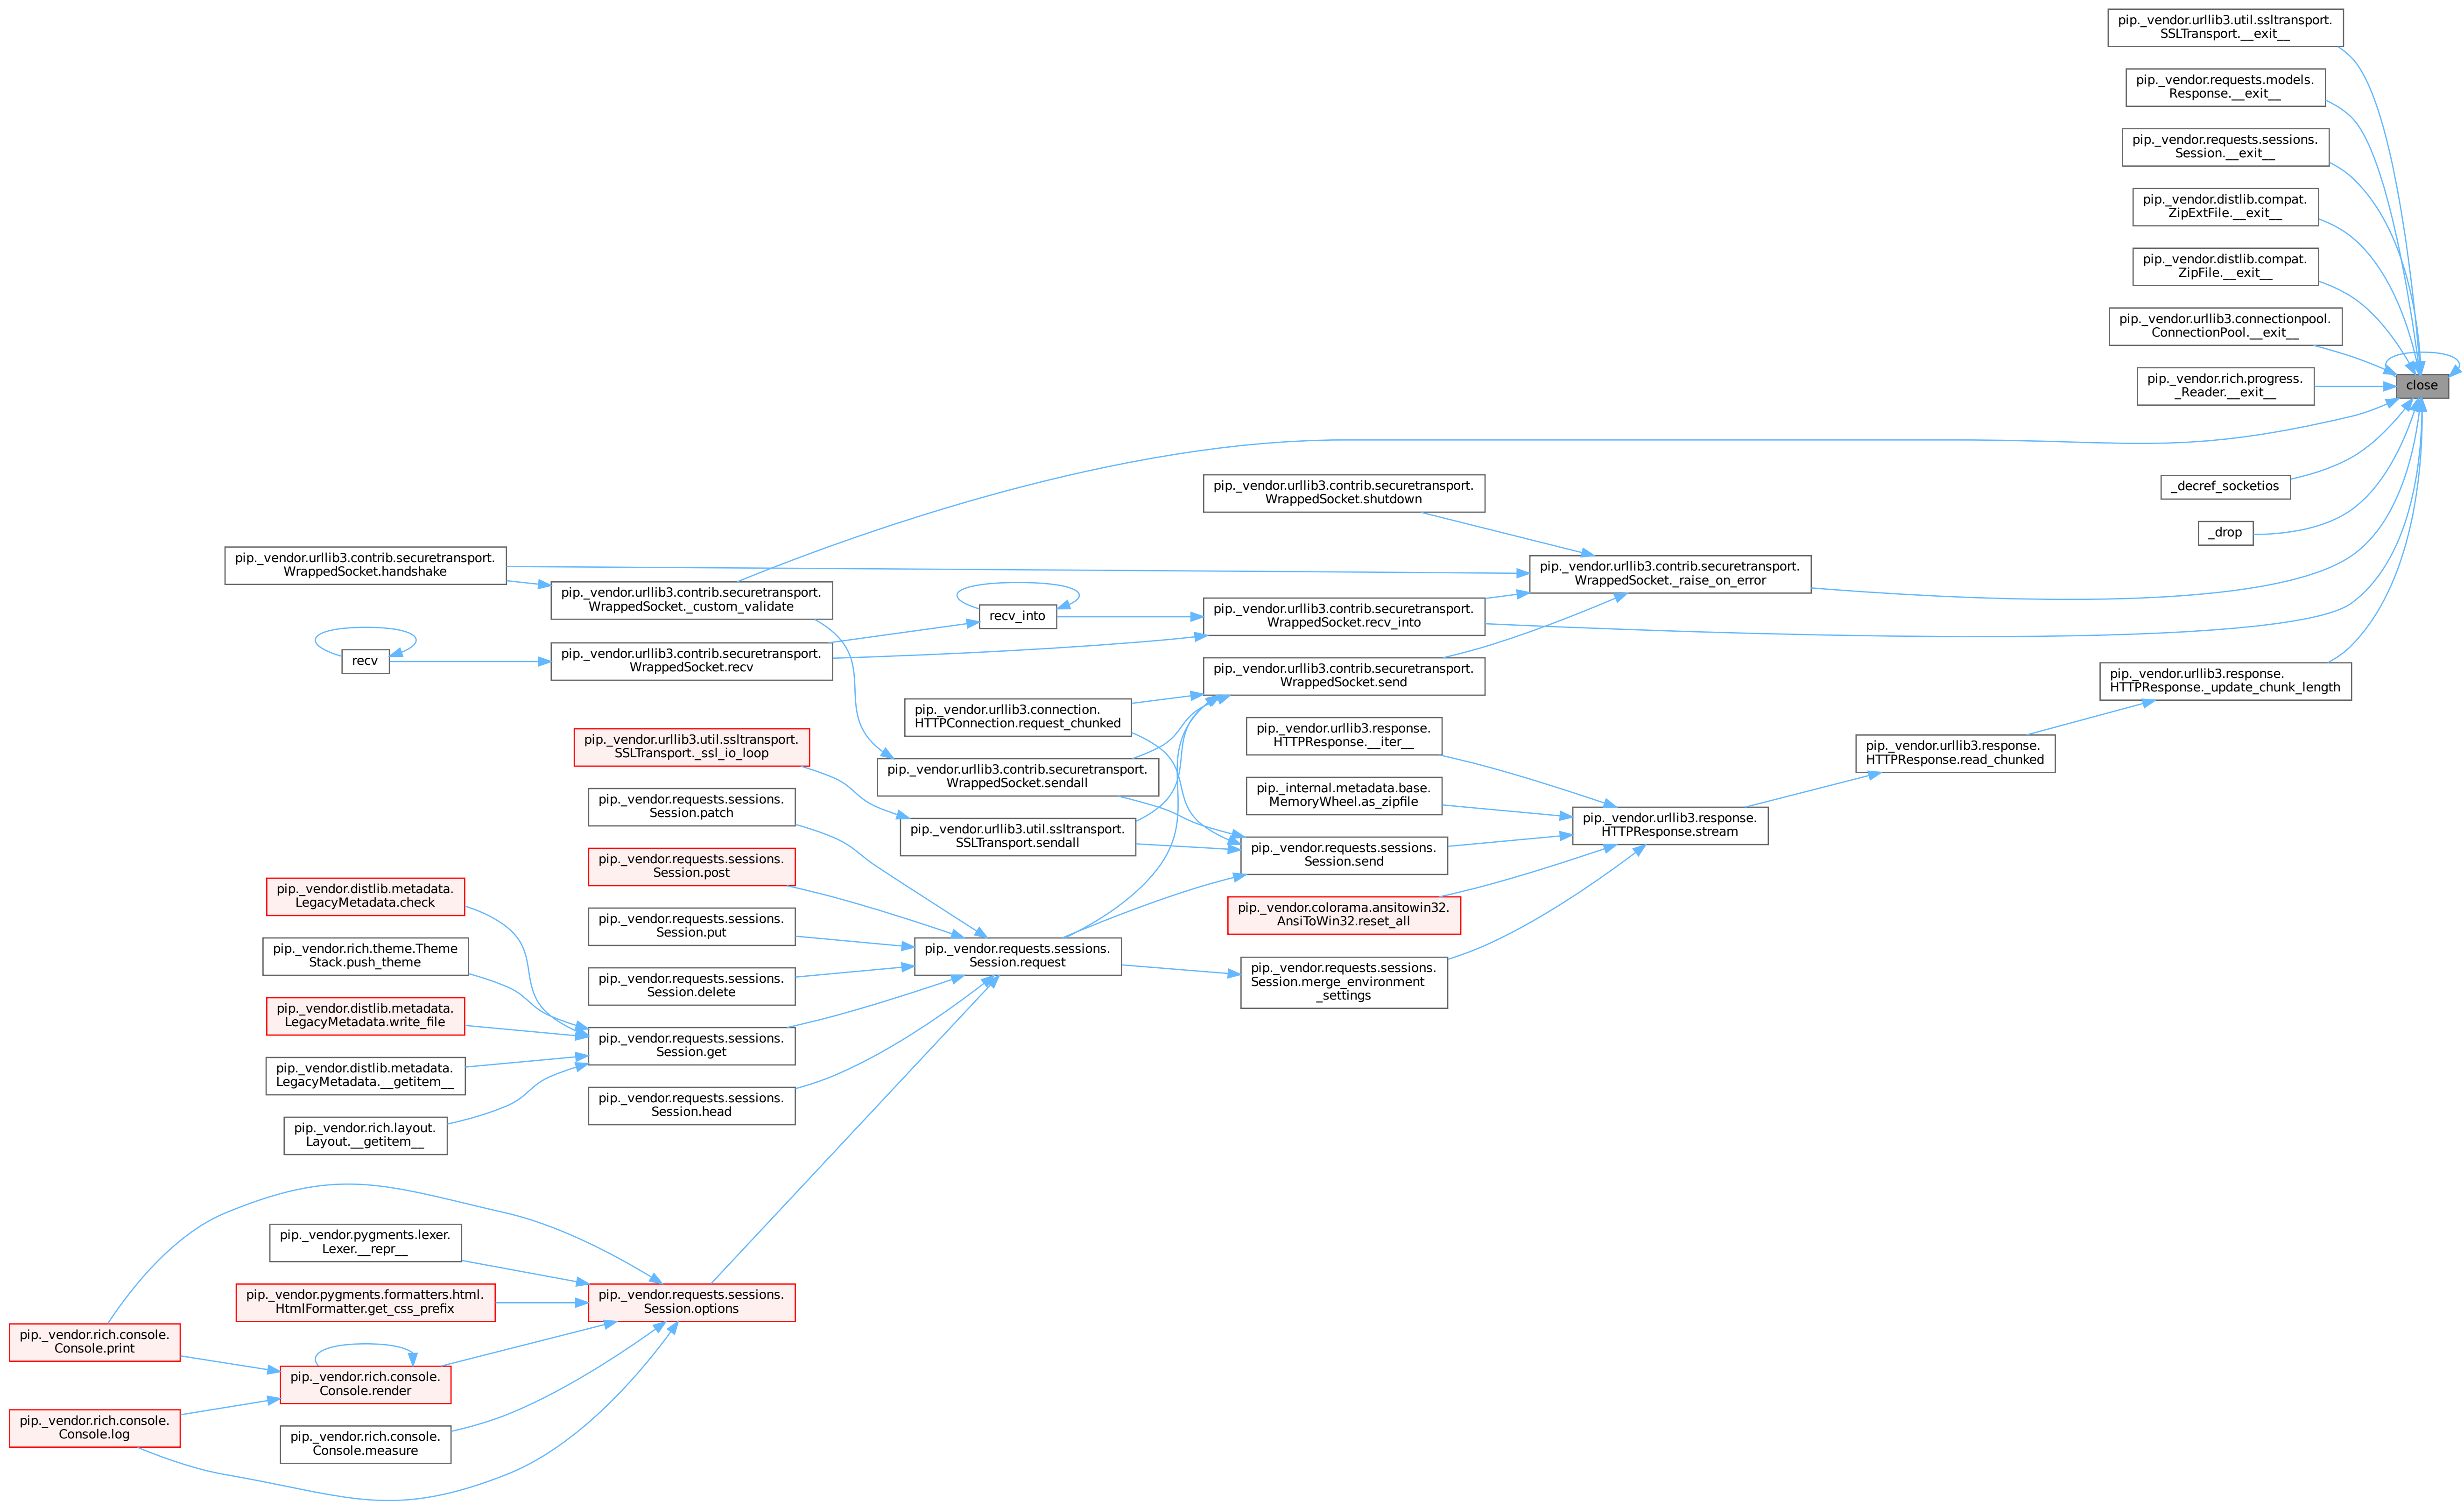 pip._vendor.urllib3.util.ssltransport.
SSLTransport.__exit__
pip._vendor.requests.models.
Response.__exit__
pip._vendor.requests.sessions.
Session.__exit__
pip._vendor.distlib.compat.
ZipExtFile.__exit__
pip._vendor.distlib.compat.
ZipFile.__exit__
pip._vendor.urllib3.connectionpool.
ConnectionPool.__exit__
pip._vendor.rich.progress.
_Reader.__exit__
close
_decref_socketios
_drop
pip._vendor.urllib3.contrib.securetransport.
WrappedSocket.shutdown
pip._vendor.urllib3.contrib.securetransport.
WrappedSocket.handshake
pip._vendor.urllib3.contrib.securetransport.
WrappedSocket._raise_on_error
pip._vendor.urllib3.contrib.securetransport.
WrappedSocket._custom_validate
recv_into
pip._vendor.urllib3.contrib.securetransport.
WrappedSocket.recv_into
recv
pip._vendor.urllib3.contrib.securetransport.
WrappedSocket.recv
pip._vendor.urllib3.contrib.securetransport.
WrappedSocket.send
pip._vendor.urllib3.response.
HTTPResponse._update_chunk_length
pip._vendor.urllib3.connection.
HTTPConnection.request_chunked
pip._vendor.urllib3.response.
HTTPResponse.__iter__
pip._vendor.urllib3.util.ssltransport.
SSLTransport._ssl_io_loop
pip._vendor.urllib3.response.
HTTPResponse.read_chunked
pip._vendor.urllib3.contrib.securetransport.
WrappedSocket.sendall
pip._internal.metadata.base.
MemoryWheel.as_zipfile
pip._vendor.requests.sessions.
Session.patch
pip._vendor.urllib3.response.
HTTPResponse.stream
pip._vendor.urllib3.util.ssltransport.
SSLTransport.sendall
pip._vendor.requests.sessions.
Session.send
pip._vendor.requests.sessions.
Session.post
pip._vendor.distlib.metadata.
LegacyMetadata.check
pip._vendor.colorama.ansitowin32.
AnsiToWin32.reset_all
pip._vendor.requests.sessions.
Session.put
pip._vendor.rich.theme.Theme
Stack.push_theme
pip._vendor.requests.sessions.
Session.request
pip._vendor.requests.sessions.
Session.merge_environment
_settings
pip._vendor.requests.sessions.
Session.delete
pip._vendor.distlib.metadata.
LegacyMetadata.write_file
pip._vendor.requests.sessions.
Session.get
pip._vendor.distlib.metadata.
LegacyMetadata.__getitem__
pip._vendor.requests.sessions.
Session.head
pip._vendor.rich.layout.
Layout.__getitem__
pip._vendor.pygments.lexer.
Lexer.__repr__
pip._vendor.pygments.formatters.html.
HtmlFormatter.get_css_prefix
pip._vendor.requests.sessions.
Session.options
pip._vendor.rich.console.
Console.print
pip._vendor.rich.console.
Console.render
pip._vendor.rich.console.
Console.log
pip._vendor.rich.console.
Console.measure